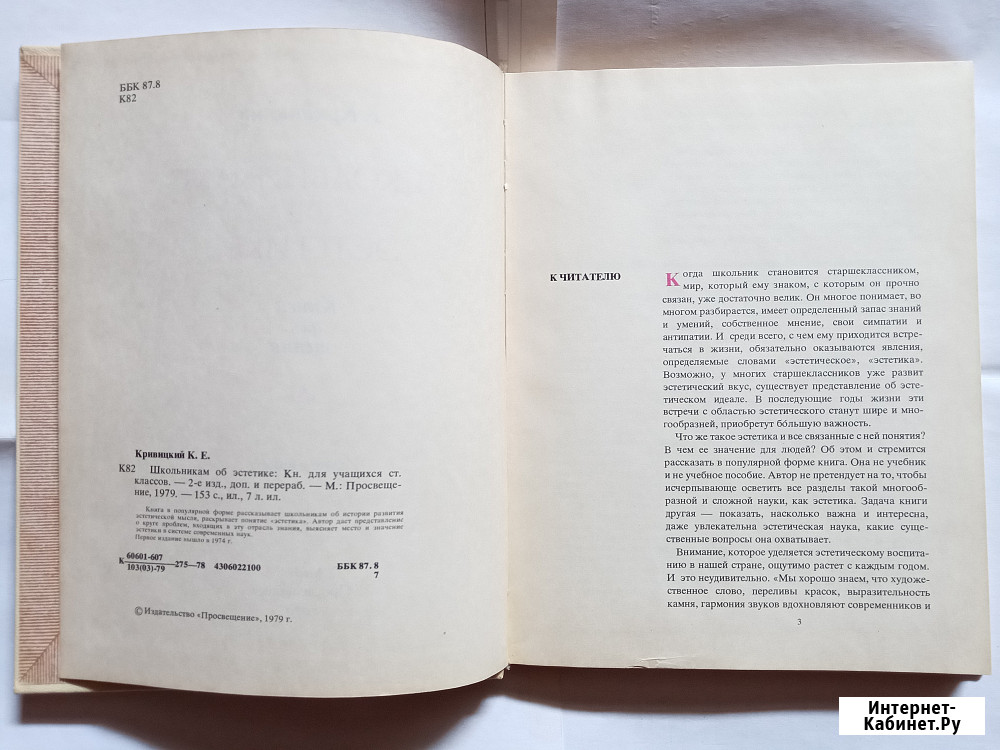 ББК 87.8
К82
Кривицкий К. Е.
К82 Школьникам об эстетике: Кн. для учащихся ст.
классов. — 2-е изд., доп. и перераб. — М.: Просвеще-
ние, 1979. — 153 с., ил., 7 л. ил.
Книга в популярной форме рассказывает школьникам об истории развития
эстетической мысли, раскрывает понятие «эстетика». Автор дает представление
о круге проблем, входящих в эту отрасль знания, выясняет место и значение
эстетики в системе современных наук.
Первое издание вышло в 1974 г.
К 60601-607
103(03)-79 —275—78 4306022100
ББК 87.8
7
© Издательство «Просвещение», 1979 г.
К ЧИТАТЕЛЮ
Когда школьник становится старшеклассником,
мир, который ему знаком, с которым он прочно
связан, уже достаточно велик. Он многое понимает, во
многом разбирается, имеет определенный запас знаний
и умений, собственное мнение, свои симпатии и
антипатии. И среди всего, с чем ему приходится встре-
чаться в жизни, обязательно оказываются явления,
определяемые словами «эстетическое», «эстетика».
Возможно, у многих старшеклассников уже развит
эстетический вкус, существует представление об эсте-
тическом идеале. В последующие годы жизни эти
встречи с областью эстетического станут шире и мно-
гообразней, приобретут бо́льшую важность.
Что же такое эстетика и все связанные с ней понятия?
В чем ее значение для людей? Об этом и стремится
рассказать в популярной форме книга. Она не учебник
и не учебное пособие. Автор не претендует на то, чтобы
исчерпывающе осветить все разделы такой многооб-
разной и сложной науки, как эстетика. Задача книги
другая — показать, насколько важна и интересна,
даже увлекательна эстетическая наука, какие суще-
ственные вопросы она охватывает.
Внимание, которое уделяется эстетическому воспита-
нию в нашей стране, ощутимо растет с каждым годом.
И это неудивительно. «Мы хорошо знаем, что художе-
ственное слово, переливы красок, выразительность
камня, гармония звуков вдохновляют современников и
3
Интернет-
Кабинет.Ру